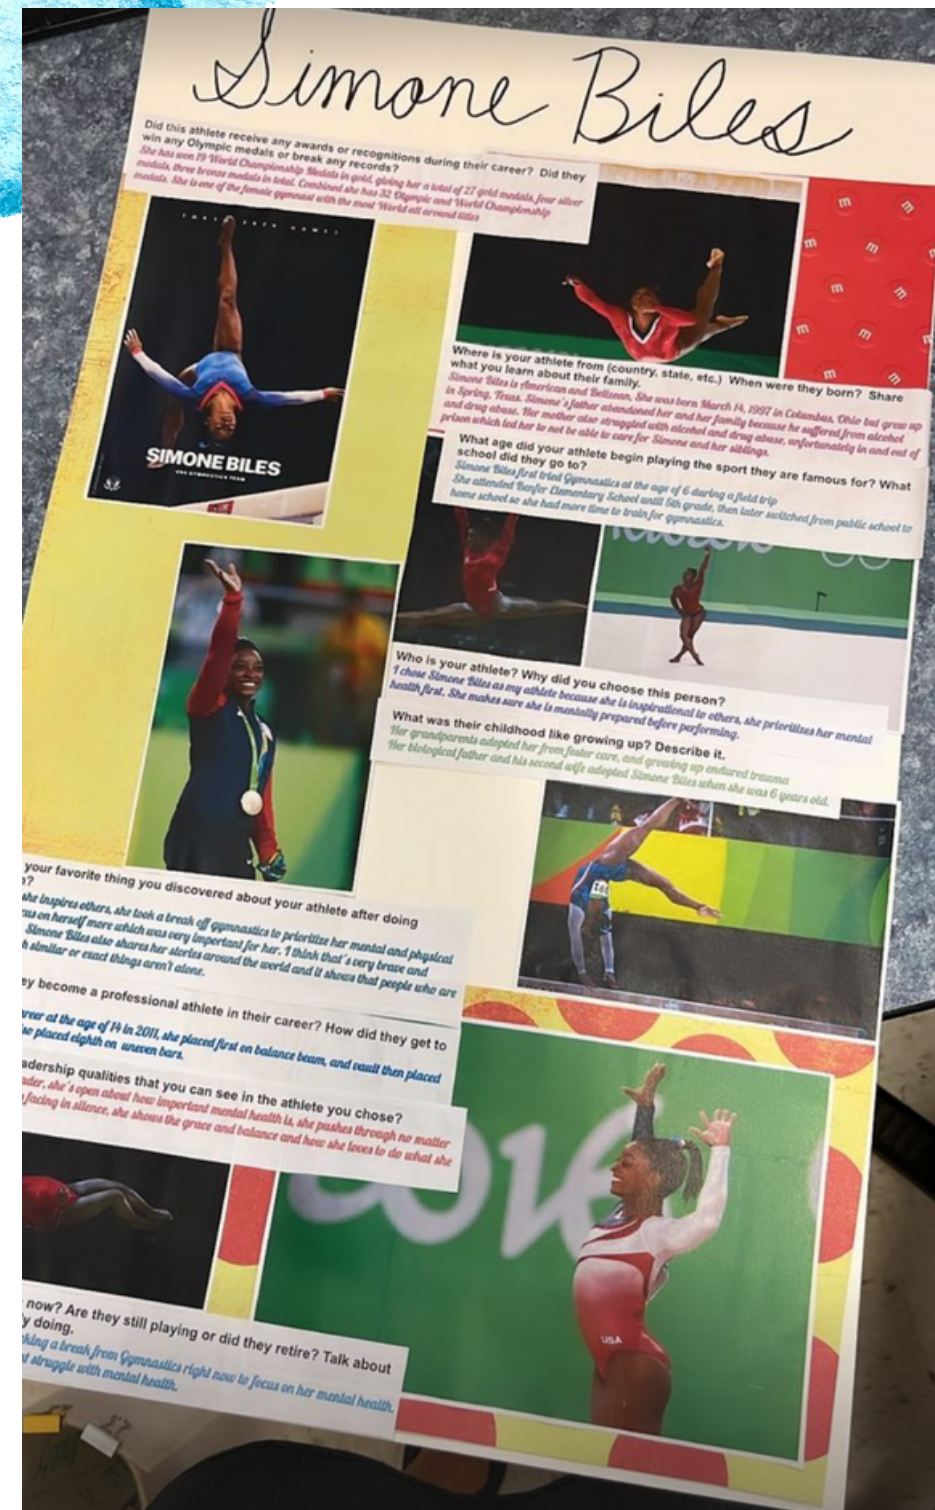 Simone Biles
Did this athlete receive any awards or recognitions during their career? Did they
win any Olympic medals or break any records?
She has won 19 World Championship Medals in gold, giving her a total of 27 gold medals, four silver
medals, three bronze medals in total. Combined she has 32 Olympic and World Championship
medals. She is one of the female gymnast with the most World all around titles
TOKYO 2020 GAMES
SIMONE BILES
USA GYMNASTICS TEAM
Where is your athlete from (country, state, etc.) When were they born? Share
what you learn about their family.
Simone Biles is American and Belizean, She was born March 14, 1997 in Columbus, Ohio but grew up
in Spring, Texas. Simone's father abandoned her and her family because he suffered from alcohol
and drug abuse. Her mother also struggled with alcohol and drug abuse, unfortunately in and out of
prison which led her to not be able to care for Simone and her siblings.
What age did your athlete begin playing the sport they are famous for? What
school did they go to?
Simone Biles first tried Gymnastics at the age of 6 during a field trip
She attended Benfer Elementary School until 5th grade, then later switched from public school to
home school so she had more time to train for gymnastics.
Who is your athlete? Why did you choose this person?
I chose Simone Biles as my athlete because she is inspirational to others, she prioritizes her mental
health first. She makes sure she is mentally prepared before performing.
What was their childhood like growing up? Describe it.
Her grandparents adopted her from foster care, and growing up endured trauma
Her biological father and his second wife adopted Simone Biles when she was 6 years old.
your favorite thing you discovered about your athlete after doing
?
she inspires others, she took a break off gymnastics to prioritize her mental and physical
us on herself more which was very important for her, I think that's very brave and
Simone Biles also shares her stories around the world and it shows that people who are
h similar or exact things aren't alone.
ey become a professional athlete in their career? How did they get to
reer at the age of 14 in 2011, she placed first on balance beam, and vault then placed
so placed eighth on uneven bars.
adership qualities that you can see in the athlete you chose?
ader, she's open about how important mental health is, she pushes through no matter
facing in silence, she shows the grace and balance and how she loves to do what she
USA
now? Are they still playing or did they retire? Talk about
y doing.
king a break from Gymnastics right now to focus on her mental health.
t struggle with mental health.